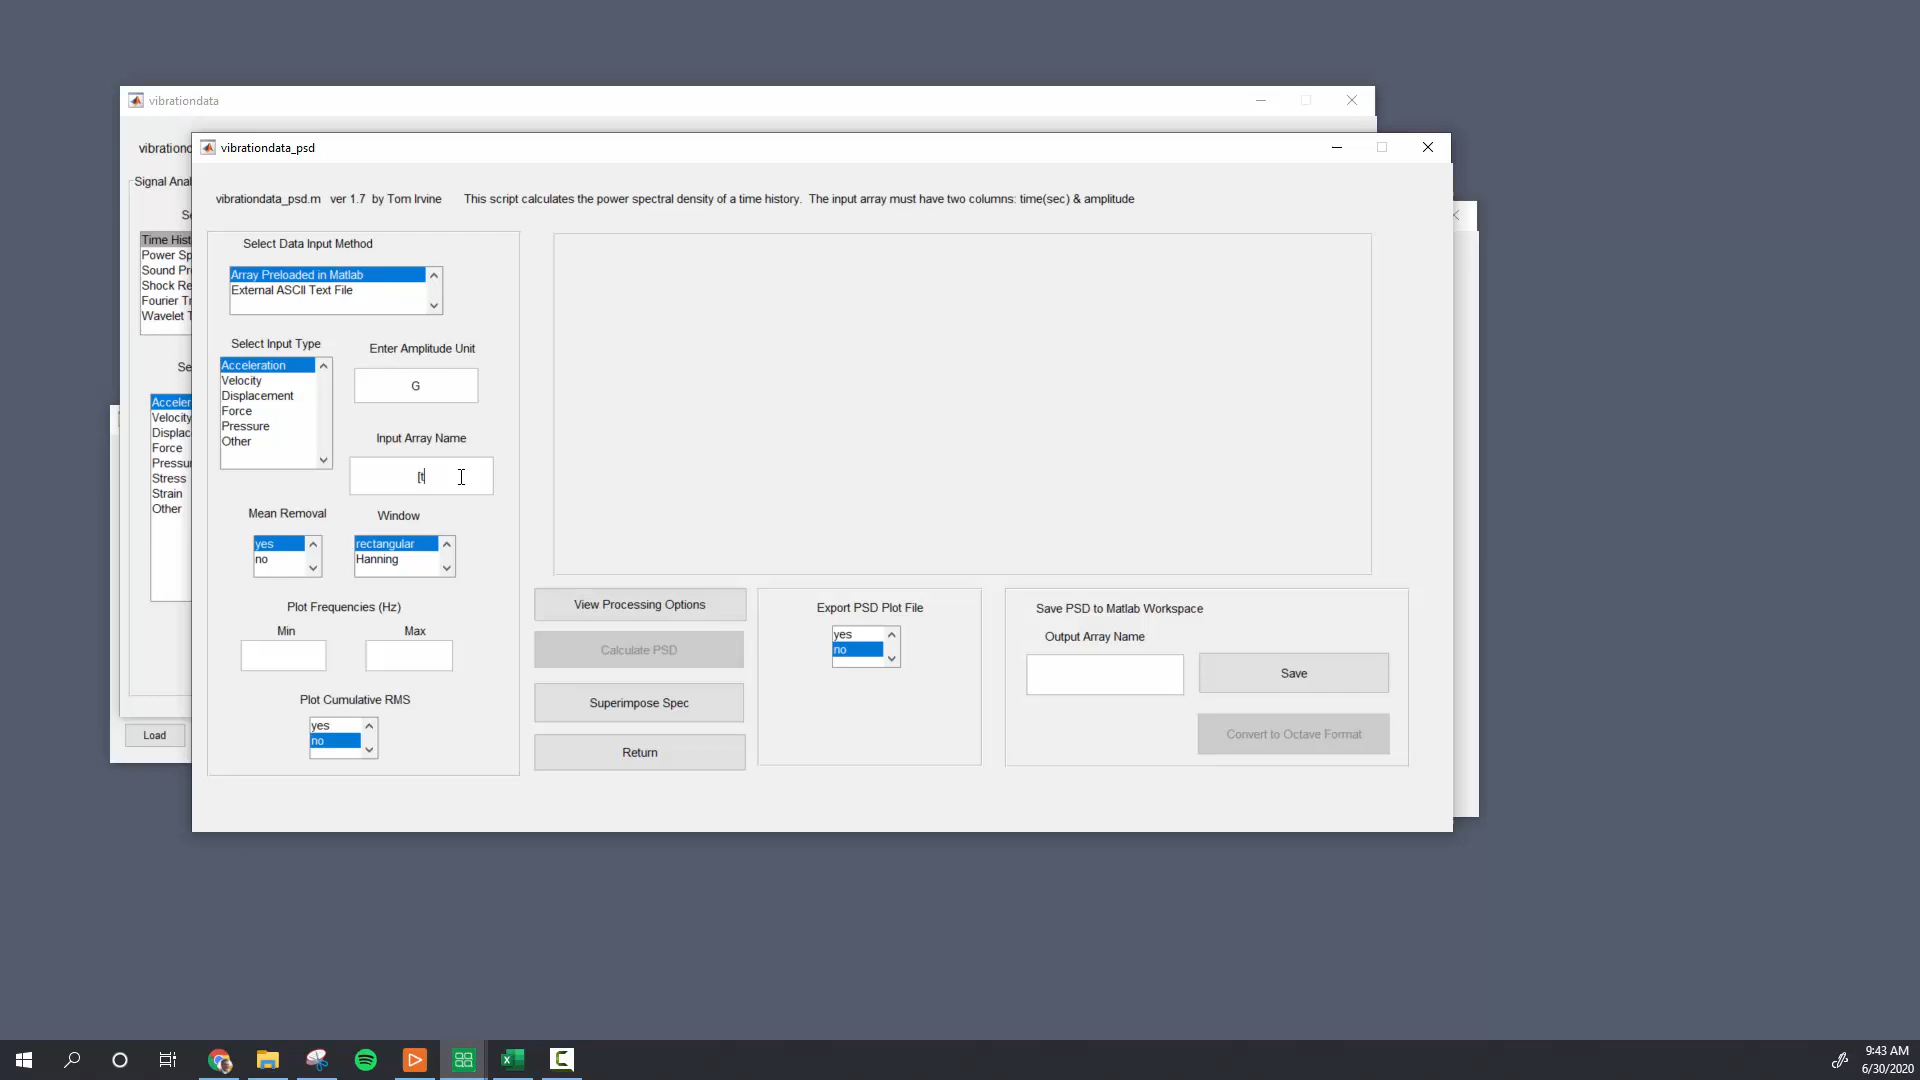 vibrationdata
vibrationdata_psd
vibrationd
vibrationdata_psd.m ver 1.7 by Tom Irvine This script calculates the power spectral density of a time history. The input array must have two columns: time(sec) & amplitude
Signal Anal
Se
Time Hist
Power Sp
Sound Pr
Shock Re
Fourier Tr
Wavelet T
Se
Acceler
Velocity
Displac
Force
Pressu
Stress
Strain
Other
Load
Select Data Input Method
Array Preloaded in Matlab
External ASCII Text File
Select Input Type
Acceleration
Velocity
Displacement
Force
Pressure
Other
Enter Amplitude Unit
G
Input Array Name
[t
Mean Removal
yes
no
Window
rectangular
Hanning
Plot Frequencies (Hz)
Min
Max
Plot Cumulative RMS
yes
no
View Processing Options
Calculate PSD
Superimpose Spec
Return
Export PSD Plot File
yes
no
Save PSD to Matlab Workspace
Output Array Name
Save
Convert to Octave Format
9:43 AM
6/30/2020